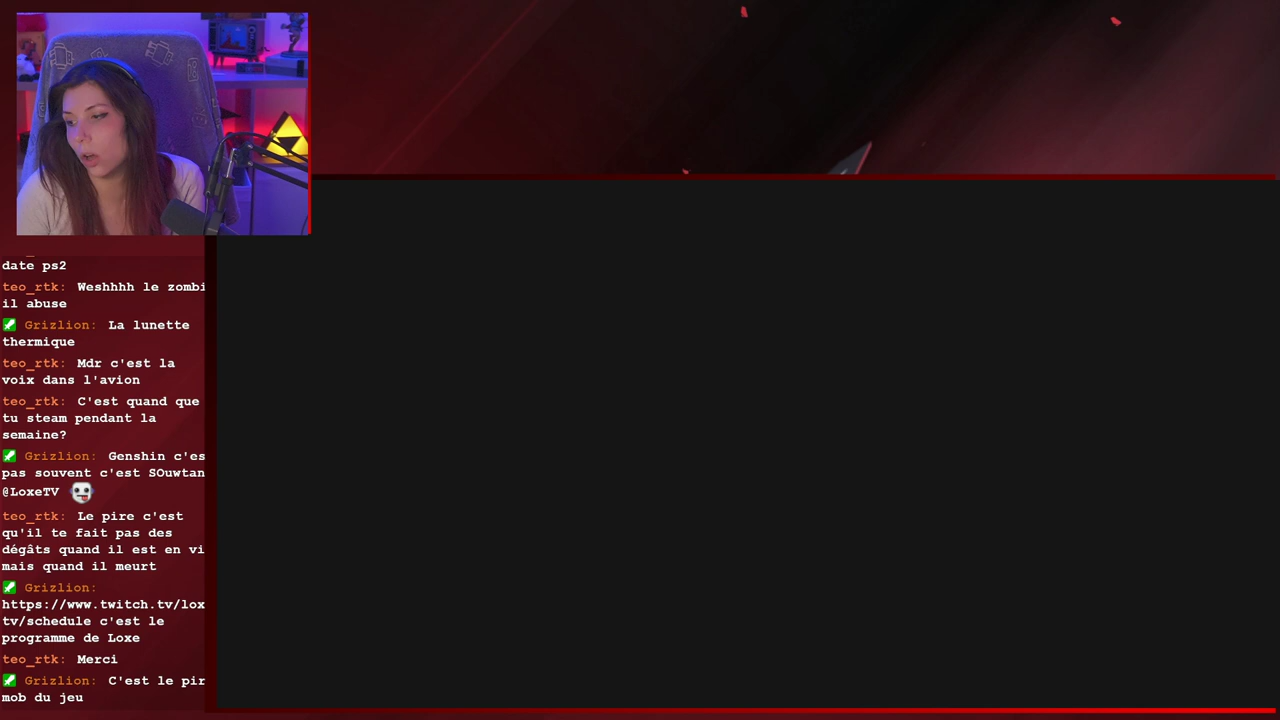 date ps2
teo_rtk: Weshhhh le zombi
il abuse
Grizlion: La lunette
thermique
teo_rtk: Mdr c'est la
voix dans l'avion
teo_rtk: C'est quand que
tu steam pendant la
semaine?
Grizlion: Genshin c'es
pas souvent c'est SOuwtan
@LoxeTV
teo_rtk: Le pire c'est
qu'il te fait pas des
dégâts quand il est en vi
mais quand il meurt
Grizlion:
https://www.twitch.tv/lox
tv/schedule c'est le
programme de Loxe
teo_rtk: Merci
Grizlion: C'est le pir
mob du jeu